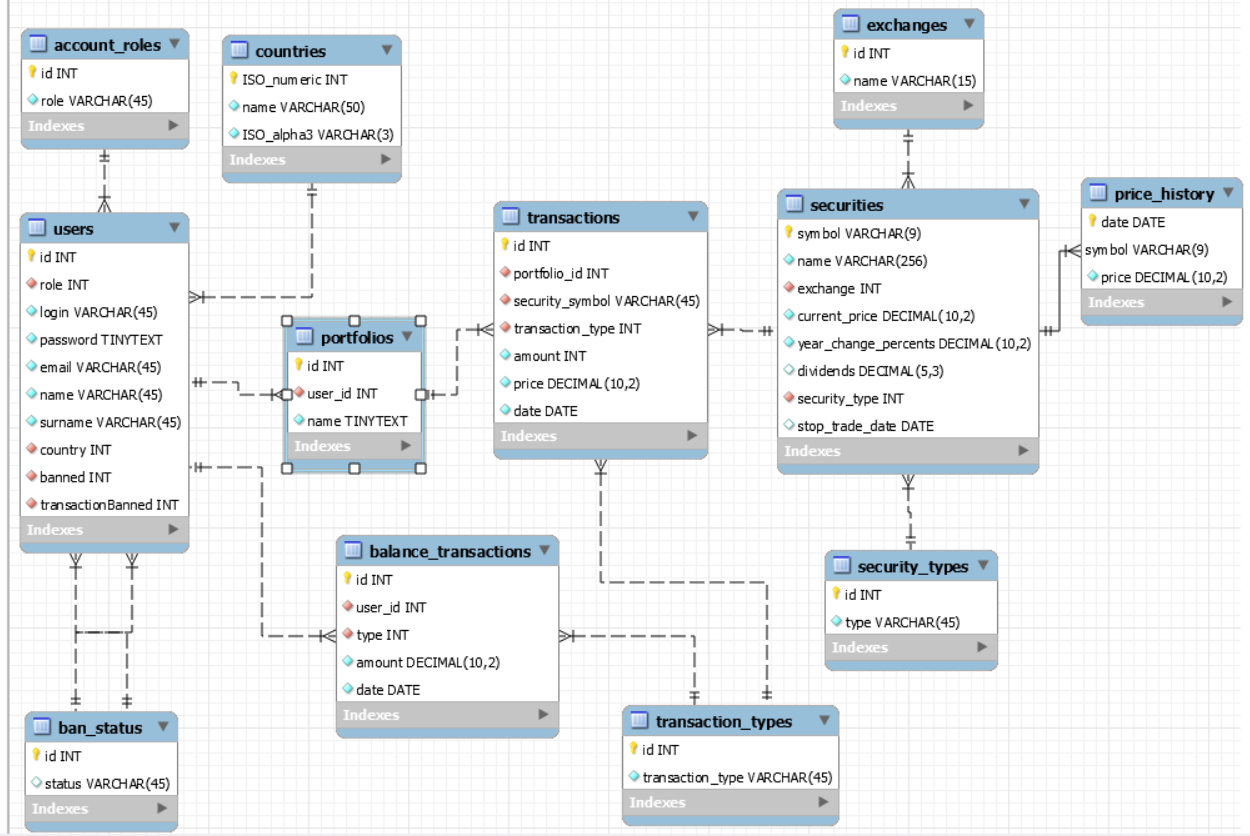 account_roles
id INT
role VARCHAR(45)
Indexes
countries
ISO_numeric INT
name VARCHAR(50)
ISO_alpha3 VARCHAR(3)
Indexes
exchanges
id INT
name VARCHAR(15)
Indexes
users
id INT
role INT
login VARCHAR(45)
password TINYTEXT
email VARCHAR(45)
name VARCHAR(45)
surname VARCHAR(45)
country INT
banned INT
transactionBanned INT
Indexes
portfolios
id INT
user_id INT
name TINYTEXT
Indexes
transactions
id INT
portfolio_id INT
security_symbol VARCHAR(45)
transaction_type INT
amount INT
price DECIMAL(10,2)
date DATE
Indexes
securities
symbol VARCHAR(9)
name VARCHAR(256)
exchange INT
current_price DECIMAL(10,2)
year_change_percents DECIMAL(10,2)
dividends DECIMAL(5,3)
security_type INT
stop_trade_date DATE
Indexes
price_history
date DATE
symbol VARCHAR(9)
price DECIMAL(10,2)
Indexes
balance_transactions
id INT
user_id INT
type INT
amount DECIMAL(10,2)
date DATE
Indexes
security_types
id INT
type VARCHAR(45)
Indexes
ban_status
id INT
status VARCHAR(45)
Indexes
transaction_types
id INT
transaction_type VARCHAR(45)
Indexes